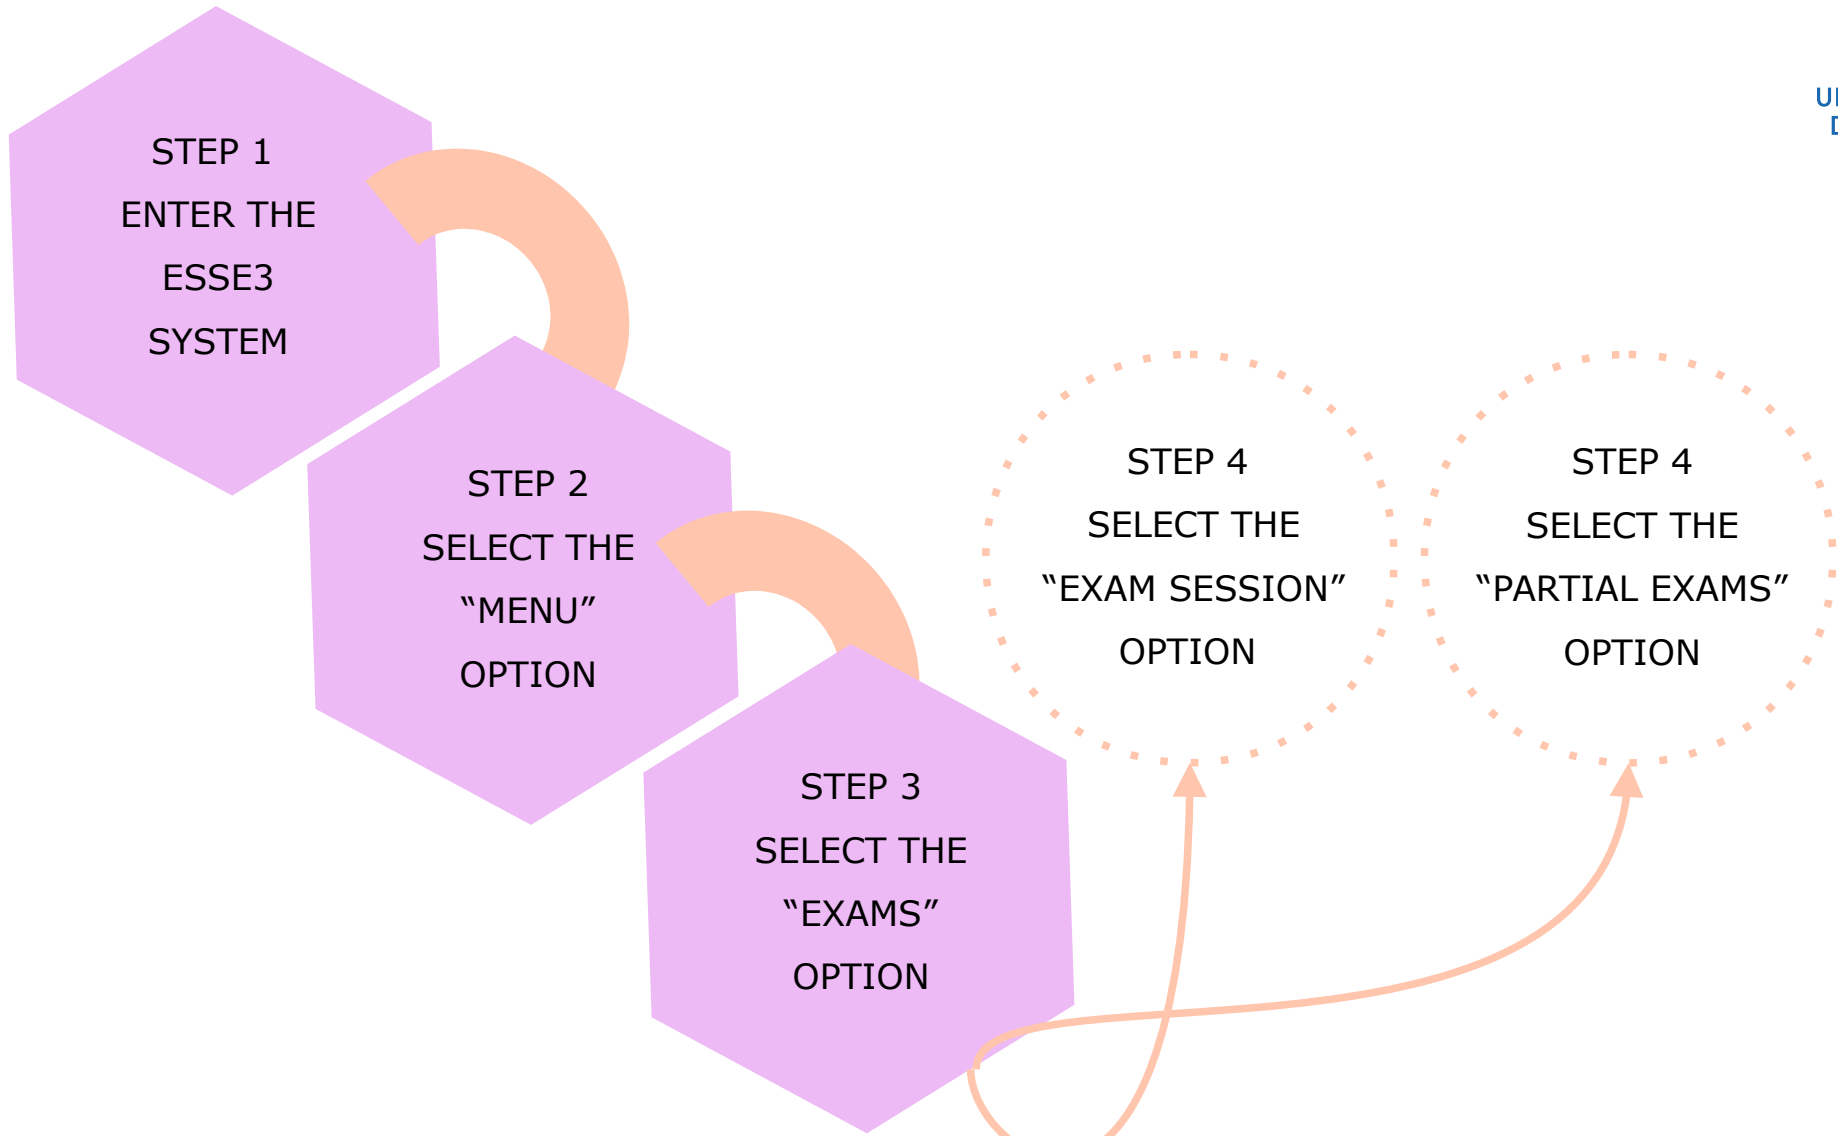 STEP 1
ENTER THE
ESSE3
SYSTEM
STEP 2
SELECT THE
“MENU”
OPTION
STEP 3
SELECT THE
“EXAMS”
OPTION
STEP 4
SELECT THE
“EXAM SESSION”
OPTION
STEP 4
SELECT THE
“PARTIAL EXAMS”
OPTION